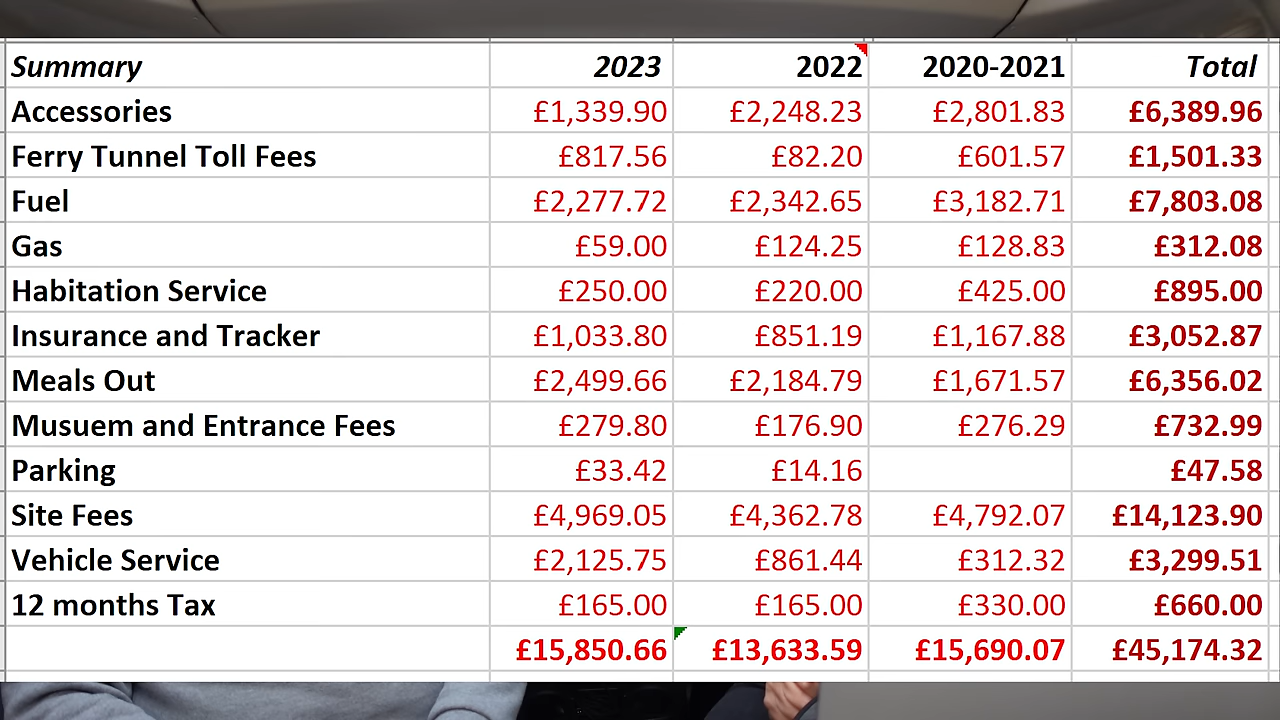 Summary 2023 2022 2020-2021 Total
Accessories £1,339.90 £2,248.23 £2,801.83 £6,389.96
Ferry Tunnel Toll Fees £817.56 £82.20 £601.57 £1,501.33
Fuel £2,277.72 £2,342.65 £3,182.71 £7,803.08
Gas £59.00 £124.25 £128.83 £312.08
Habitation Service £250.00 £220.00 £425.00 £895.00
Insurance and Tracker £1,033.80 £851.19 £1,167.88 £3,052.87
Meals Out £2,499.66 £2,184.79 £1,671.57 £6,356.02
Musuem and Entrance Fees £279.80 £176.90 £276.29 £732.99
Parking £33.42 £14.16 £47.58
Site Fees £4,969.05 £4,362.78 £4,792.07 £14,123.90
Vehicle Service £2,125.75 £861.44 £312.32 £3,299.51
12 months Tax £165.00 £165.00 £330.00 £660.00
£15,850.66 £13,633.59 £15,690.07 £45,174.32